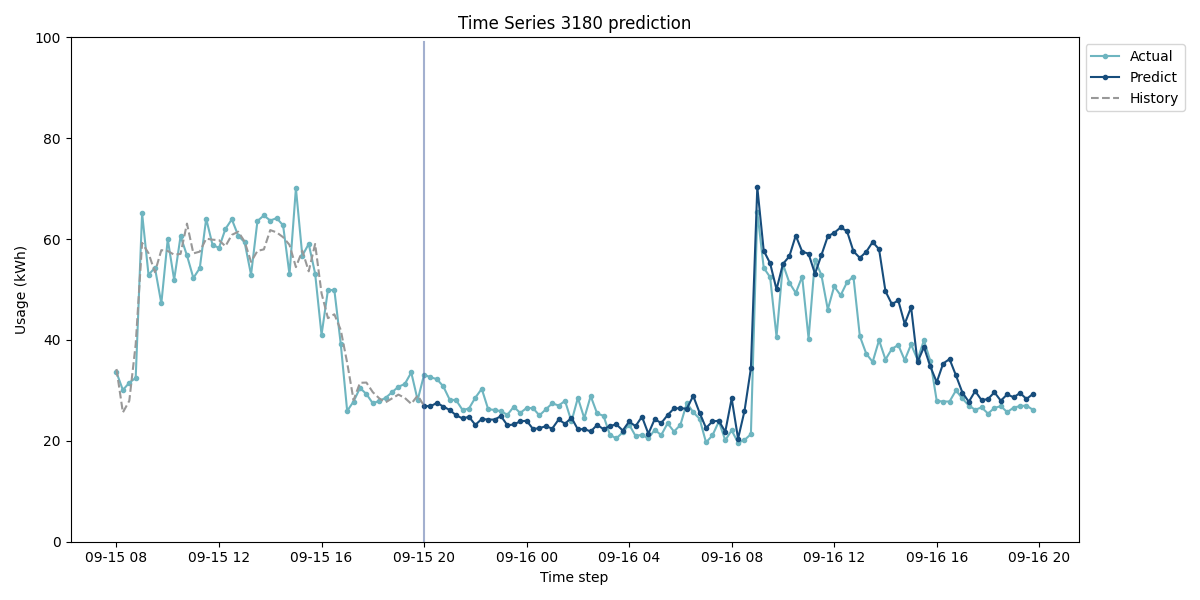 Time Series 3180 prediction
100
80
60
40
20
0
Usage (kWh)
09-15 08
09-15 12
09-15 16
09-15 20
09-16 00
09-16 04
09-16 08
09-16 12
09-16 16
09-16 20
Time step
Actual
Predict
History